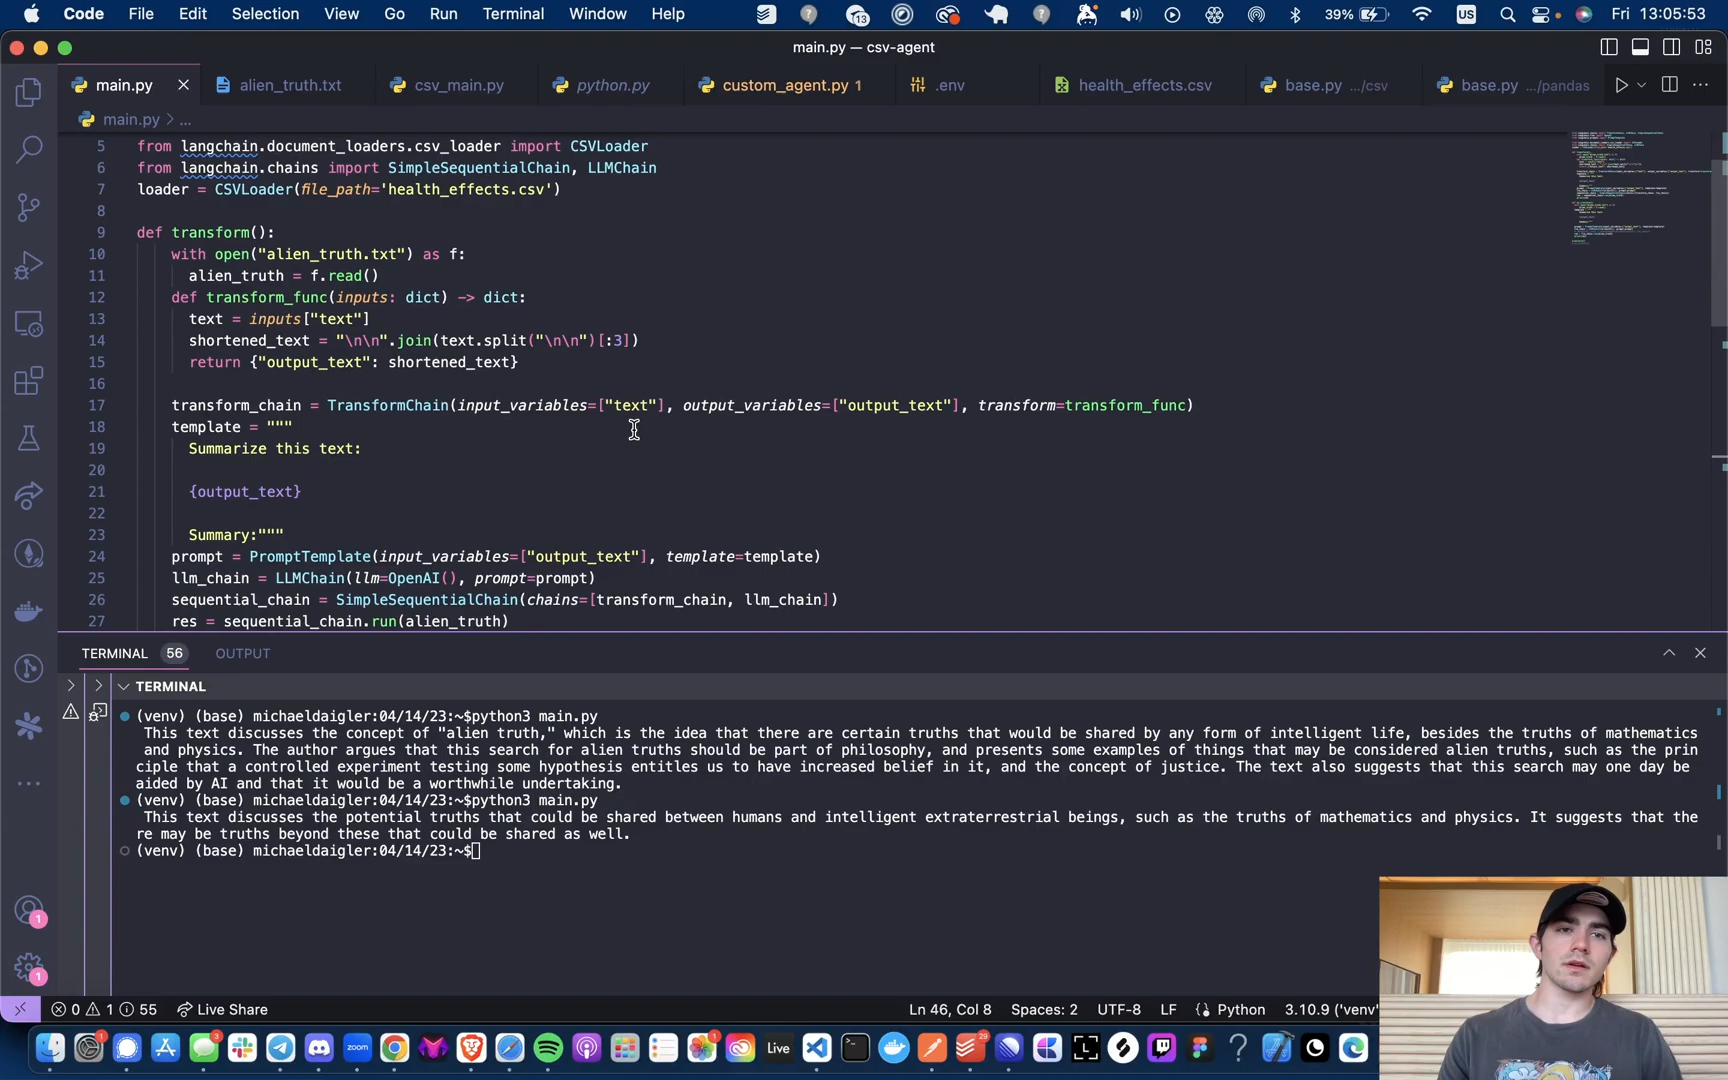 Code File Edit Selection View Go Run Terminal Window Help 13 39% US Fri 13:05:53
main.py — csv-agent
main.py alien_truth.txt csv_main.py python.py custom_agent.py 1 .env health_effects.csv base.py .../csv base.py .../pandas
main.py > ...
5 from langchain.document_loaders.csv_loader import CSVLoader
6 from langchain.chains import SimpleSequentialChain, LLMChain
7 loader = CSVLoader(file_path='health_effects.csv')
8
9 def transform():
10 with open("alien_truth.txt") as f:
11 alien_truth = f.read()
12 def transform_func(inputs: dict) -> dict:
13 text = inputs["text"]
14 shortened_text = "\n\n".join(text.split("\n\n")[:3])
15 return {"output_text": shortened_text}
16
17 transform_chain = TransformChain(input_variables=["text"], output_variables=["output_text"], transform=transform_func)
18 template = """
19 Summarize this text:
20
21 {output_text}
22
23 Summary:"""
24 prompt = PromptTemplate(input_variables=["output_text"], template=template)
25 llm_chain = LLMChain(llm=OpenAI(), prompt=prompt)
26 sequential_chain = SimpleSequentialChain(chains=[transform_chain, llm_chain])
27 res = sequential_chain.run(alien_truth)
TERMINAL 56 OUTPUT
TERMINAL
(venv) (base) michaeldaigler:04/14/23:~$python3 main.py
This text discusses the concept of "alien truth," which is the idea that there are certain truths that would be shared by any form of intelligent life, besides the truths of mathematics
and physics. The author argues that this search for alien truths should be part of philosophy, and presents some examples of things that may be considered alien truths, such as the prin
ciple that a controlled experiment testing some hypothesis entitles us to have increased belief in it, and the concept of justice. The text also suggests that this search may one day be
aided by AI and that it would be a worthwhile undertaking.
(venv) (base) michaeldaigler:04/14/23:~$python3 main.py
This text discusses the potential truths that could be shared between humans and intelligent extraterrestrial beings, such as the truths of mathematics and physics. It suggests that the
re may be truths beyond these that could be shared as well.
(venv) (base) michaeldaigler:04/14/23:~$
1
1
0 1 55 Live Share Ln 46, Col 8 Spaces: 2 UTF-8 LF Python 3.10.9 ('venv'
1 3 zoom 1 Live 29